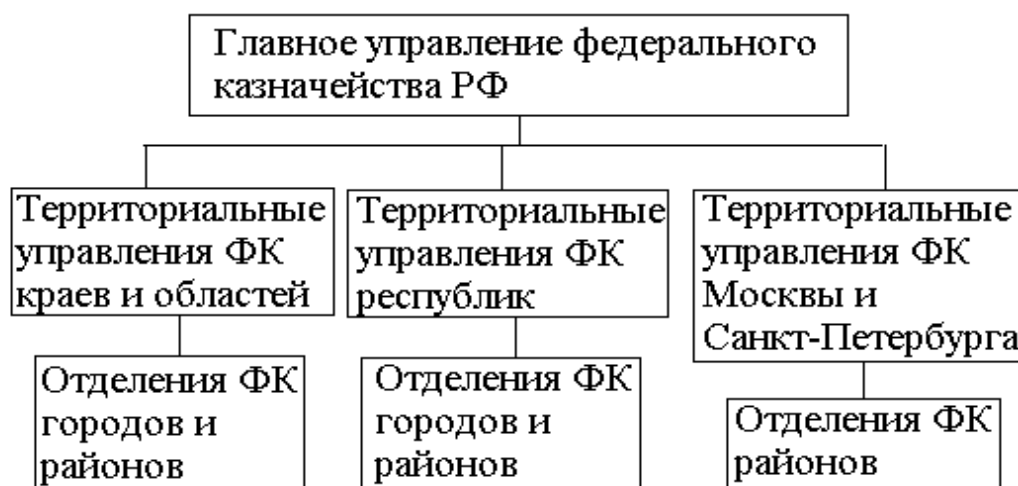 Главное управление федерального
казначейства РФ
Территориальные
управления ФК
краев и областей
Территориальные
управления ФК
республик
Территориальные
управления ФК
Москвы и
Санкт-Петербурга
Отделения ФК
городов и
районов
Отделения ФК
городов и
районов
Отделения ФК
районов